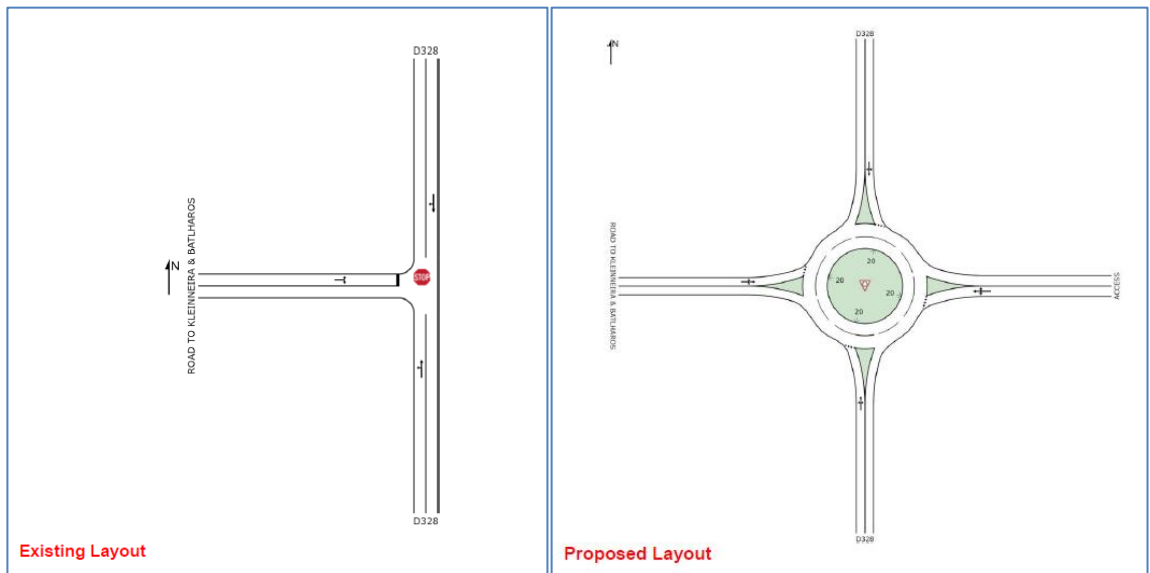 D328
N
ROAD TO KLEINNEIRA & BATLHAROS
STOP
D328
Existing Layout
N
D328
ROAD TO KLEINNEIRA & BATLHAROS
20
20
20
20
ACCESS
D328
Proposed Layout